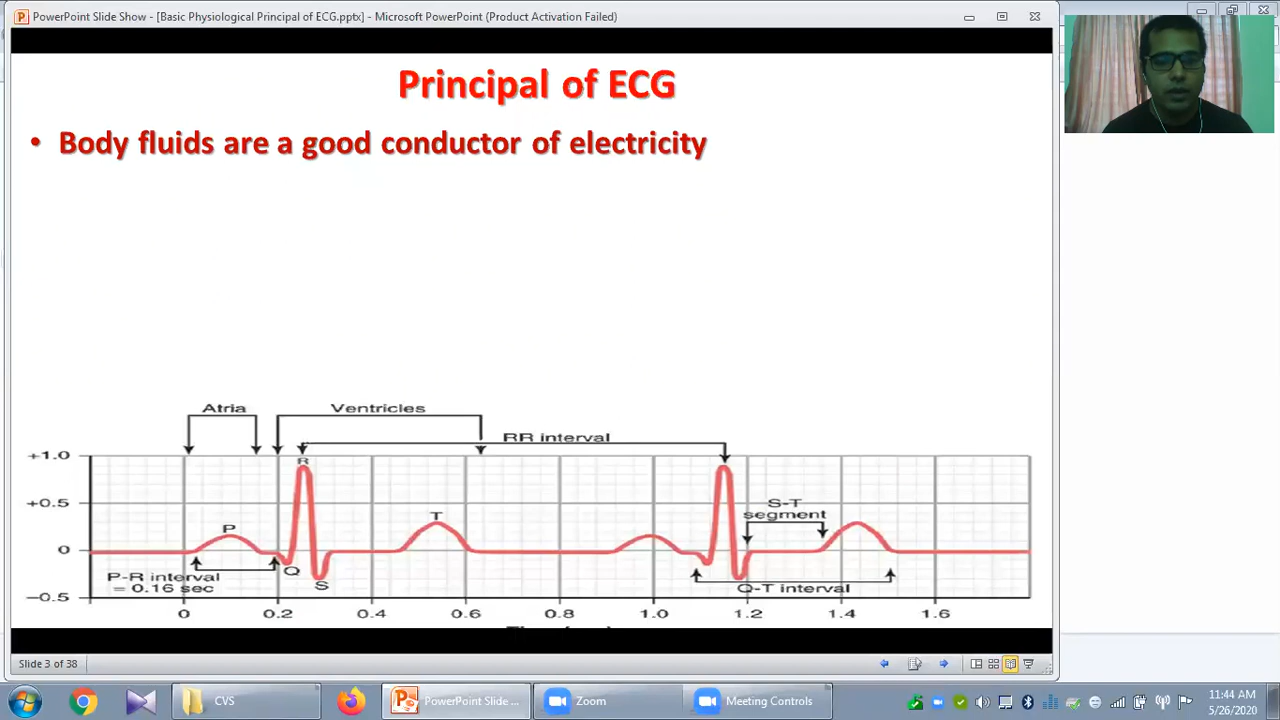 PowerPoint Slide Show - [Basic Physiological Principal of ECG.pptx] - Microsoft PowerPoint (Product Activation Failed)
Principal of ECG
• Body fluids are a good conductor of electricity
Atria
Ventricles
RR interval
+1.0
R
+0.5
S-T
segment
P
T
0
P-R interval
= 0.16 sec
Q
S
Q-T interval
−0.5
0
0.2
0.4
0.6
0.8
1.0
1.2
1.4
1.6
Slide 3 of 38
CVS
PowerPoint Slide ...
Zoom
Meeting Controls
11:44 AM
5/26/2020